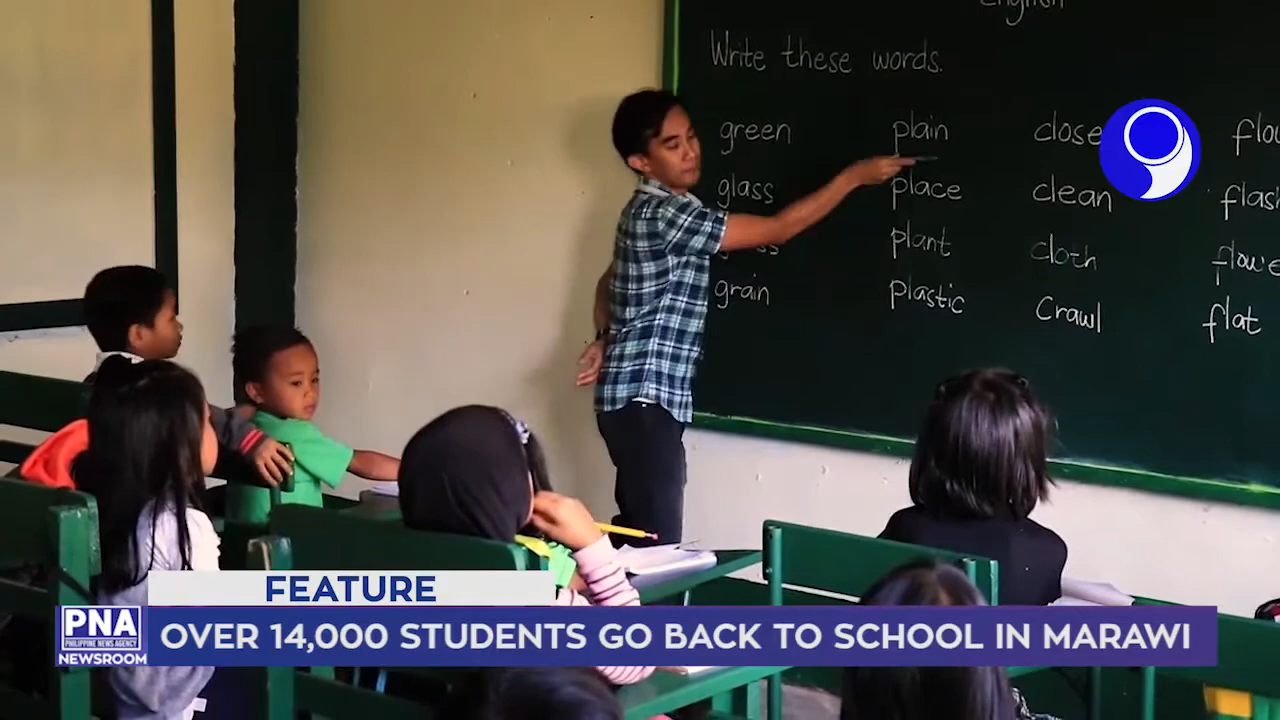 English
Write these words.
green plain close
glass place clean
plant cloth
grain plastic Crawl flat
FEATURE
PNA
PHILIPPINE NEWS AGENCY
NEWSROOM
OVER 14,000 STUDENTS GO BACK TO SCHOOL IN MARAWI